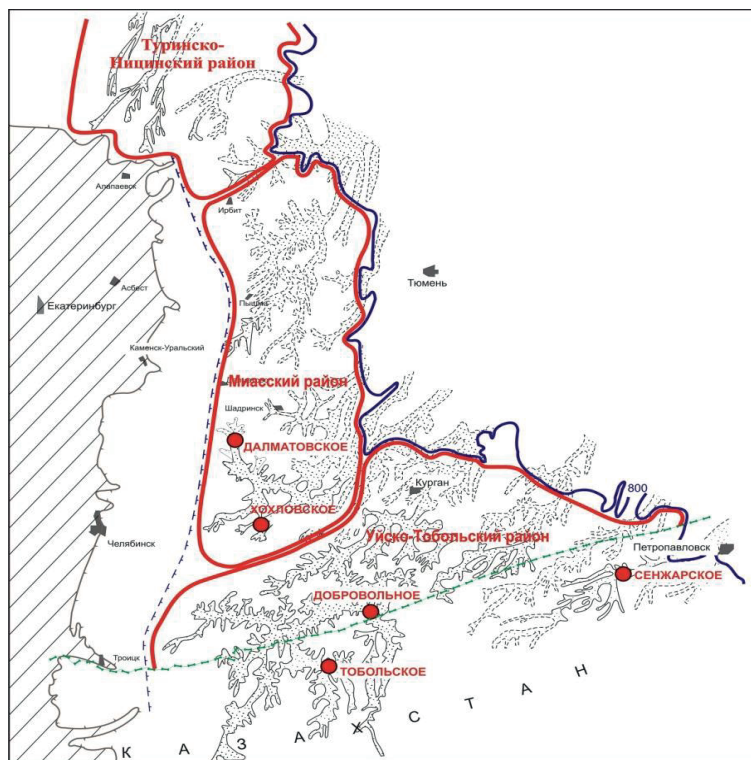 Туринско-
Ницинский район
Алапаевск
Ирбит
Асбест
Екатеринбург
Тюмень
Пышма
Каменск-Уральский
Миасский район
Шадринск
ДАЛМАТОВСКОЕ
Курган
800
ХОХЛОВСКОЕ
Челябинск
Уйско-Тобольский район
Петропавловск
СЕНЖАРСКОЕ
ДОБРОВОЛЬНОЕ
Троицк
ТОБОЛЬСКОЕ
К А З А Х С Т А Н